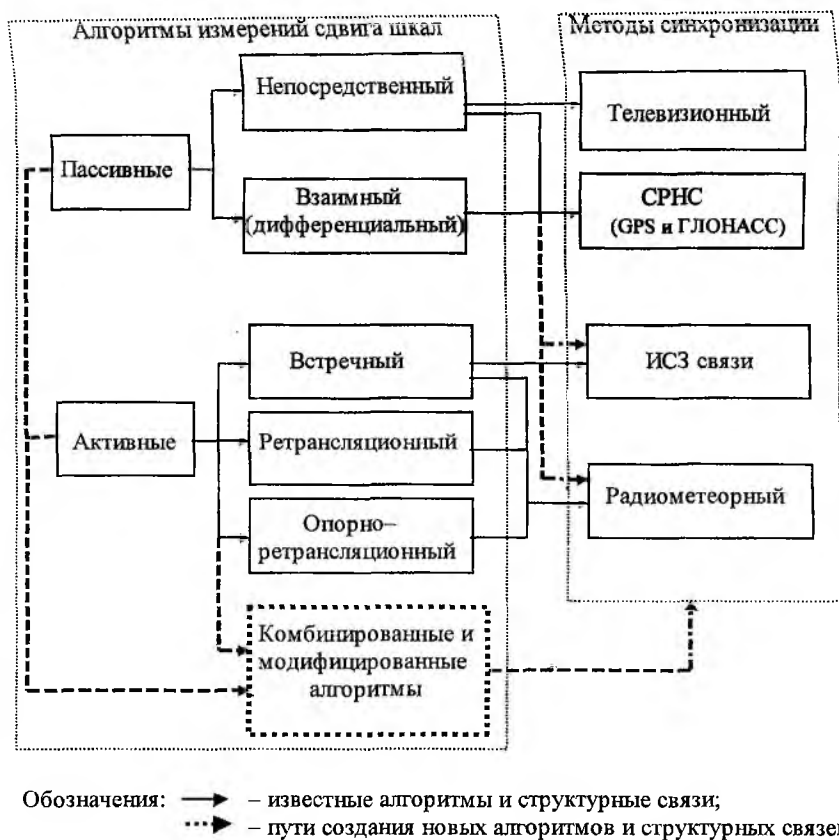 Алгоритмы измерений сдвига шкал
Методы синхронизации
Непосредственный
Телевизионный
Пассивные
Взаимный
(дифференциальный)
СРНС
(GPS и ГЛОНАСС)
Встречный
ИСЗ связи
Активные
Ретрансляционный
Радиометеорный
Опорно–
ретрансляционный
Комбинированные и
модифицированные
алгоритмы
Обозначения: – известные алгоритмы и структурные связи;
– пути создания новых алгоритмов и структурных